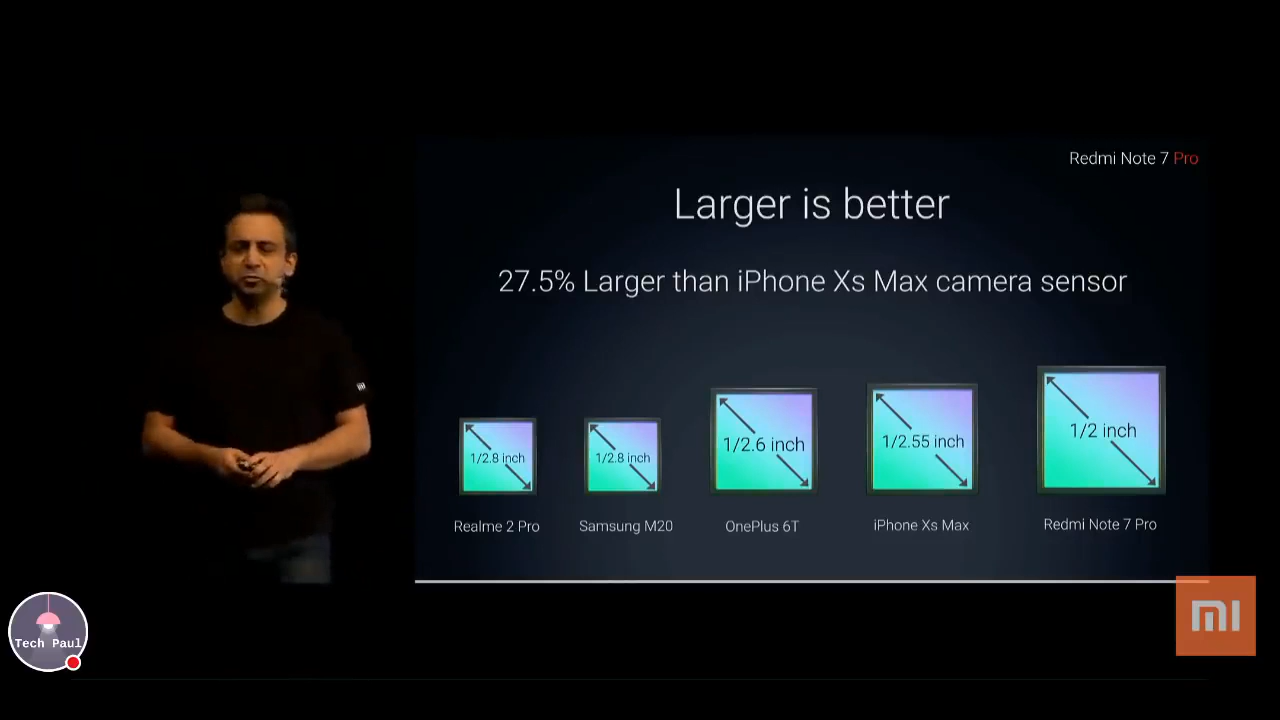 Redmi Note 7 Pro
Larger is better
27.5% Larger than iPhone Xs Max camera sensor
1/2.8 inch
1/2.8 inch
1/2.6 inch
1/2.55 inch
1/2 inch
Realme 2 Pro
Samsung M20
OnePlus 6T
iPhone Xs Max
Redmi Note 7 Pro
Tech Paul
mi
mi